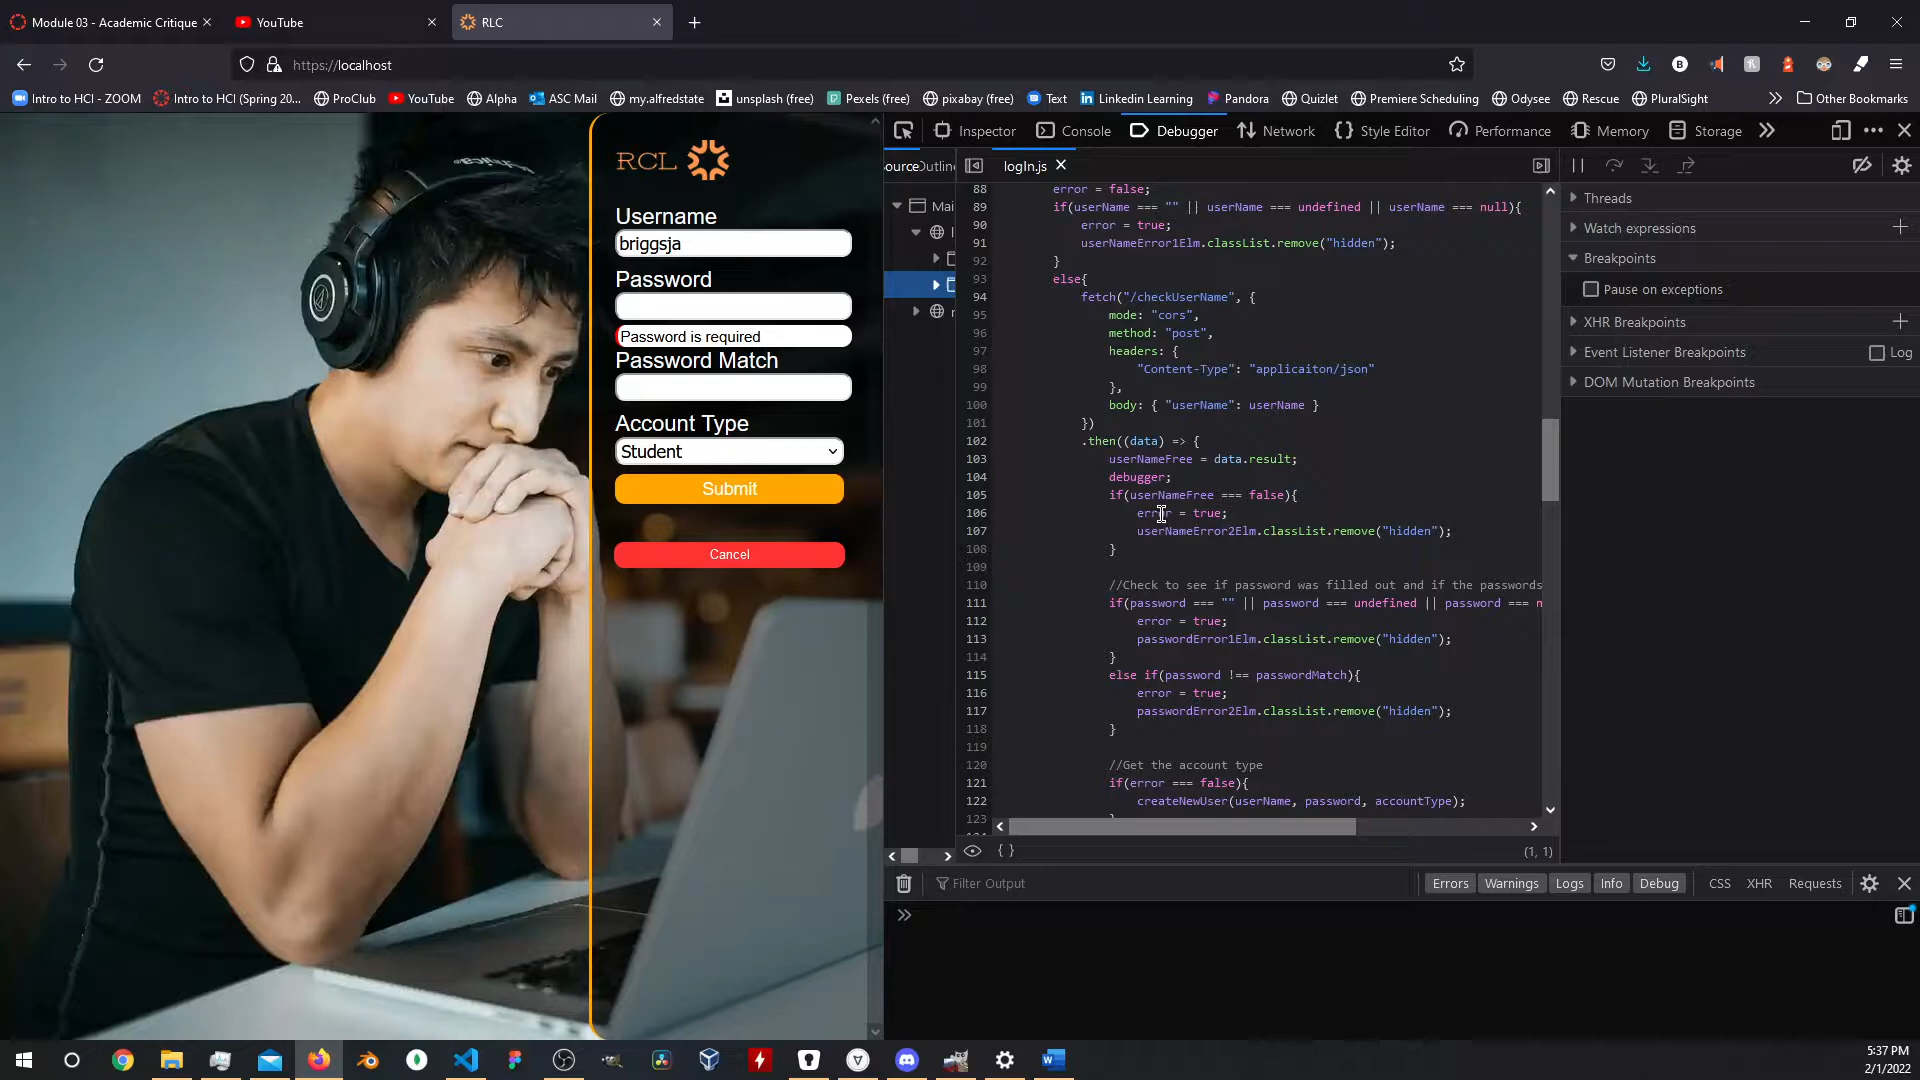 Module 03 - Academic Critique
YouTube
RLC
https://localhost
Intro to HCI - ZOOM
Intro to HCI (Spring 20...
ProClub
YouTube
Alpha
ASC Mail
my.alfredstate
unsplash (free)
Pexels (free)
pixabay (free)
Text
Linkedin Learning
Pandora
Quizlet
Premiere Scheduling
Odysee
Rescue
PluralSight
Other Bookmarks
RCL
Username
briggsja
Password
Password is required
Password Match
Account Type
Student
Submit
Cancel
Inspector
Console
Debugger
Network
Style Editor
Performance
Memory
Storage
ource
Outlin
Mai
logIn.js
88 error = false;
89 if(userName === "" || userName === undefined || userName === null){
90 error = true;
91 userNameError1Elm.classList.remove("hidden");
92 }
93 else{
94 fetch("/checkUserName", {
95 mode: "cors",
96 method: "post",
97 headers: {
98 "Content-Type": "applicaiton/json"
99 },
100 body: { "userName": userName }
101 })
102 .then((data) => {
103 userNameFree = data.result;
104 debugger;
105 if(userNameFree === false){
106 error = true;
107 userNameError2Elm.classList.remove("hidden");
108 }
109
110 //Check to see if password was filled out and if the passwords
111 if(password === "" || password === undefined || password === n
112 error = true;
113 passwordError1Elm.classList.remove("hidden");
114 }
115 else if(password !== passwordMatch){
116 error = true;
117 passwordError2Elm.classList.remove("hidden");
118 }
119
120 //Get the account type
121 if(error === false){
122 createNewUser(userName, password, accountType);
123 }
{ }
(1, 1)
Threads
Watch expressions
Breakpoints
Pause on exceptions
XHR Breakpoints
Event Listener Breakpoints
Log
DOM Mutation Breakpoints
Filter Output
Errors
Warnings
Logs
Info
Debug
CSS
XHR
Requests
5:37 PM
2/1/2022